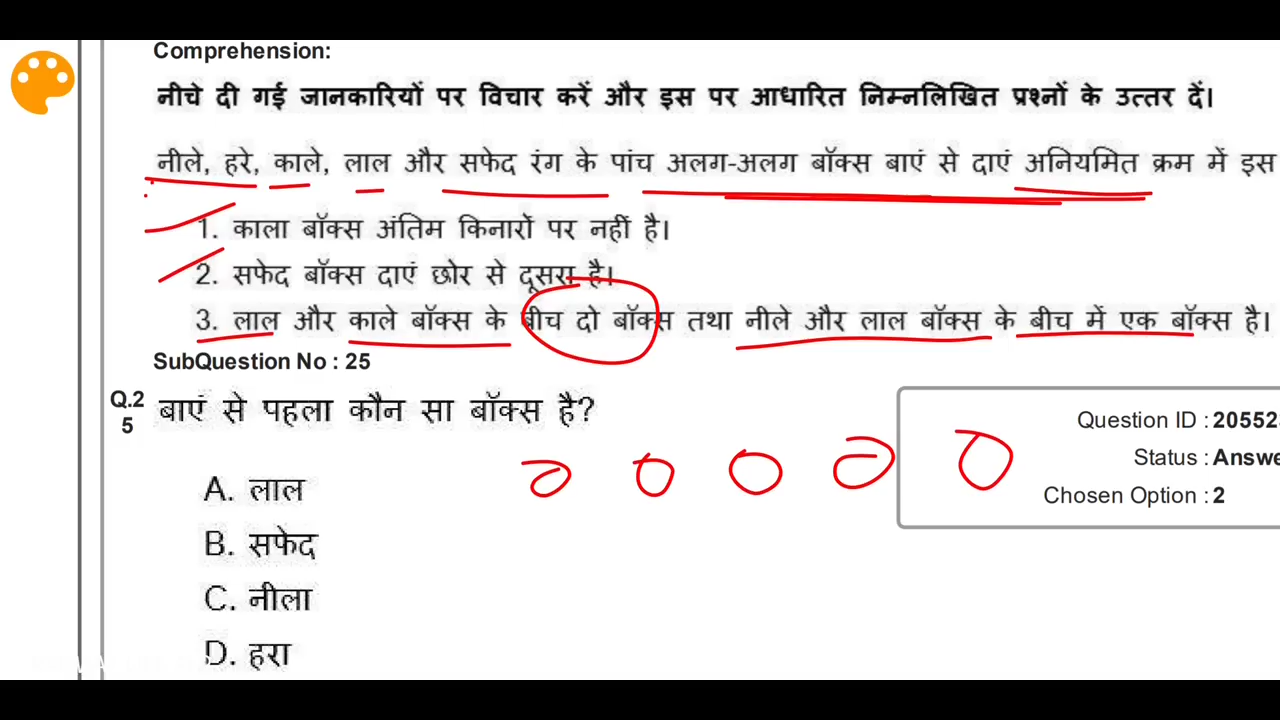 Comprehension:
नीचे दी गई जानकारियों पर विचार करें और इस पर आधारित निम्नलिखित प्रश्नों के उत्तर दें।
नीले, हरे, काले, लाल और सफेद रंग के पांच अलग-अलग बॉक्स बाएं से दाएं अनियमित क्रम में इस
1. काला बॉक्स अंतिम किनारों पर नहीं है।
2. सफेद बॉक्स दाएं छोर से दूसरा है।
3. लाल और काले बॉक्स के बीच दो बॉक्स तथा नीले और लाल बॉक्स के बीच में एक बॉक्स है।
SubQuestion No : 25
Q.2
5
बाएं से पहला कौन सा बॉक्स है?
A. लाल
B. सफेद
C. नीला
D. हरा
Question ID : 20552
Status : Answe
Chosen Option : 2